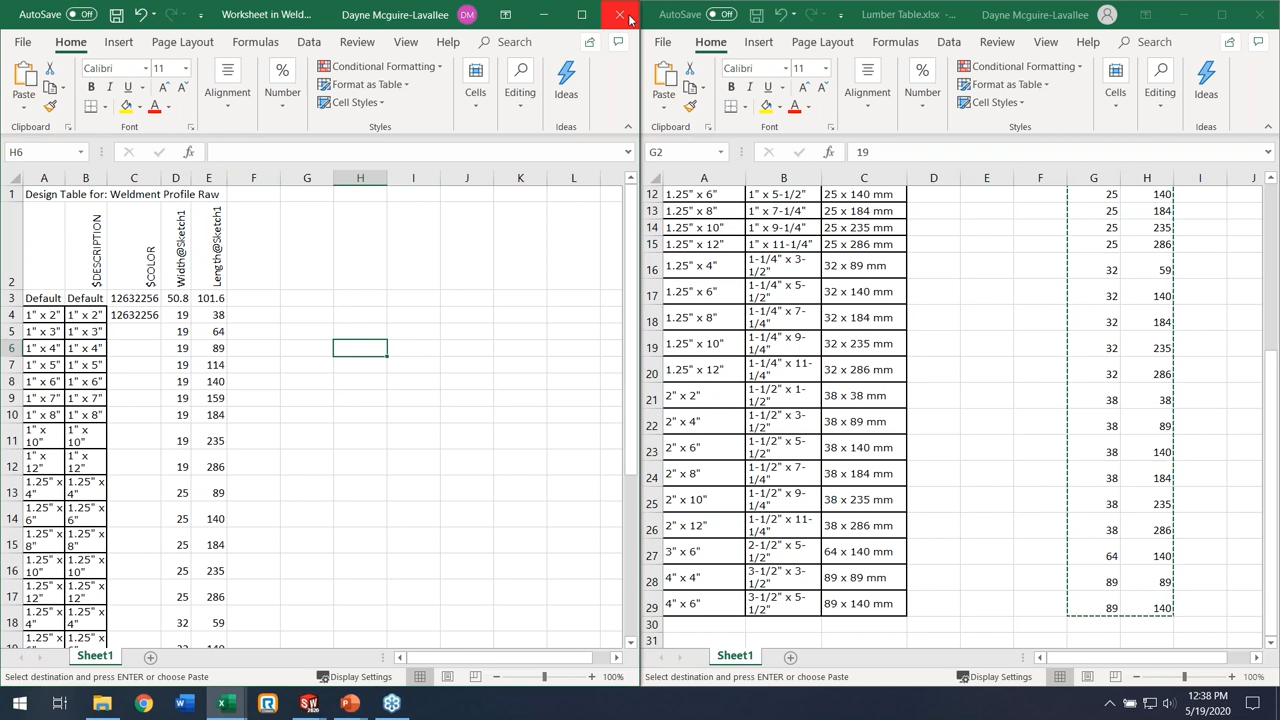 AutoSave Off Worksheet in Weld... Dayne Mcguire-Lavallee DM
File Home Insert Page Layout Formulas Data Review View Help Search
Calibri 11 Conditional Formatting
Format as Table
Cell Styles
Paste B I U A A Alignment Number Cells Editing Ideas
Clipboard Font Styles Ideas
H6 fx
A B C D E F G H I J K L
1 Design Table for: Weldment Profile Raw
2 $DESCRIPTION $COLOR Width@Sketch1 Length@Sketch1
3 Default Default 12632256 50.8 101.6
4 1" x 2" 1" x 2" 12632256 19 38
5 1" x 3" 1" x 3" 19 64
6 1" x 4" 1" x 4" 19 89
7 1" x 5" 1" x 5" 19 114
8 1" x 6" 1" x 6" 19 140
9 1" x 7" 1" x 7" 19 159
10 1" x 8" 1" x 8" 19 184
11 1" x 10" 1" x 10" 19 235
12 1" x 12" 1" x 12" 19 286
13 1.25" x 4" 1.25" x 4" 25 89
14 1.25" x 6" 1.25" x 6" 25 140
15 1.25" x 8" 1.25" x 8" 25 184
16 1.25" x 10" 1.25" x 10" 25 235
17 1.25" x 12" 1.25" x 12" 25 286
18 1.25" x 4" 1.25" x 4" 32 59
1.25" x 1.25" x
Sheet1
Select destination and press ENTER or choose Paste Display Settings 100%
AutoSave Off Lumber Table.xlsx -... Dayne Mcguire-Lavallee
File Home Insert Page Layout Formulas Data Review View Help Search
Calibri 11 Conditional Formatting
Format as Table
Cell Styles
Paste B I U A A Alignment Number Cells Editing Ideas
Clipboard Font Styles Ideas
G2 fx 19
A B C D E F G H I J
12 1.25" x 6" 1" x 5-1/2" 25 x 140 mm 25 140
13 1.25" x 8" 1" x 7-1/4" 25 x 184 mm 25 184
14 1.25" x 10" 1" x 9-1/4" 25 x 235 mm 25 235
15 1.25" x 12" 1" x 11-1/4" 25 x 286 mm 25 286
16 1.25" x 4" 1-1/4" x 3-1/2" 32 x 89 mm 32 59
17 1.25" x 6" 1-1/4" x 5-1/2" 32 x 140 mm 32 140
18 1.25" x 8" 1-1/4" x 7-1/4" 32 x 184 mm 32 184
19 1.25" x 10" 1-1/4" x 9-1/4" 32 x 235 mm 32 235
20 1.25" x 12" 1-1/4" x 11-1/4" 32 x 286 mm 32 286
21 2" x 2" 1-1/2" x 1-1/2" 38 x 38 mm 38 38
22 2" x 4" 1-1/2" x 3-1/2" 38 x 89 mm 38 89
23 2" x 6" 1-1/2" x 5-1/2" 38 x 140 mm 38 140
24 2" x 8" 1-1/2" x 7-1/4" 38 x 184 mm 38 184
25 2" x 10" 1-1/2" x 9-1/4" 38 x 235 mm 38 235
26 2" x 12" 1-1/2" x 11-1/4" 38 x 286 mm 38 286
27 3" x 6" 2-1/2" x 5-1/2" 64 x 140 mm 64 140
28 4" x 4" 3-1/2" x 3-1/2" 89 x 89 mm 89 89
29 4" x 6" 3-1/2" x 5-1/2" 89 x 140 mm 89 140
30
31
Sheet1
Select destination and press ENTER or choose Paste Display Settings 100%
12:38 PM
5/19/2020